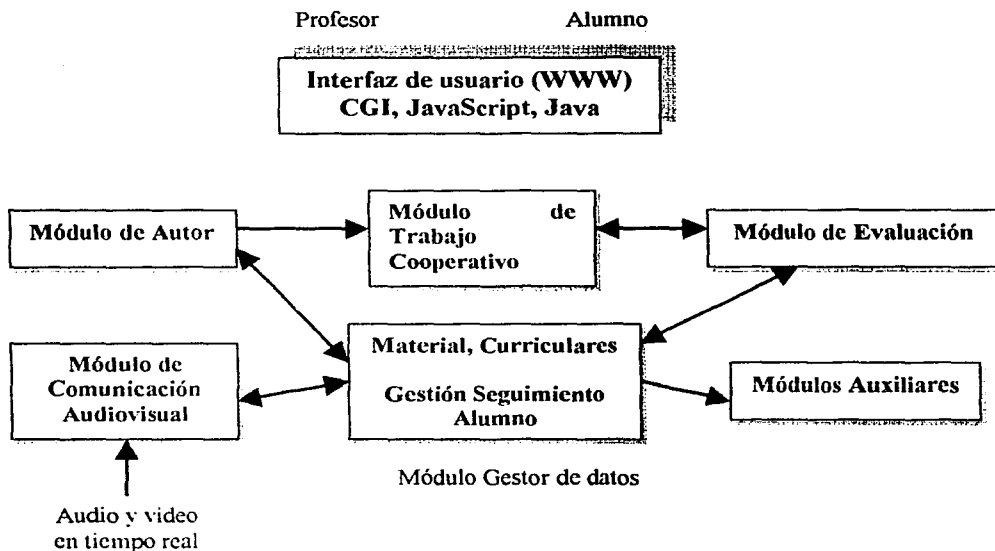 Profesor Alumno
Interfaz de usuario (WWW)
CGI, JavaScript, Java
Módulo de Autor
Módulo de
Trabajo
Cooperativo
Módulo de Evaluación
Módulo de
Comunicación
Audiovisual
Material, Curriculares
Gestión Seguimiento
Alumno
Módulos Auxiliares
Módulo Gestor de datos
Audio y video
en tiempo real